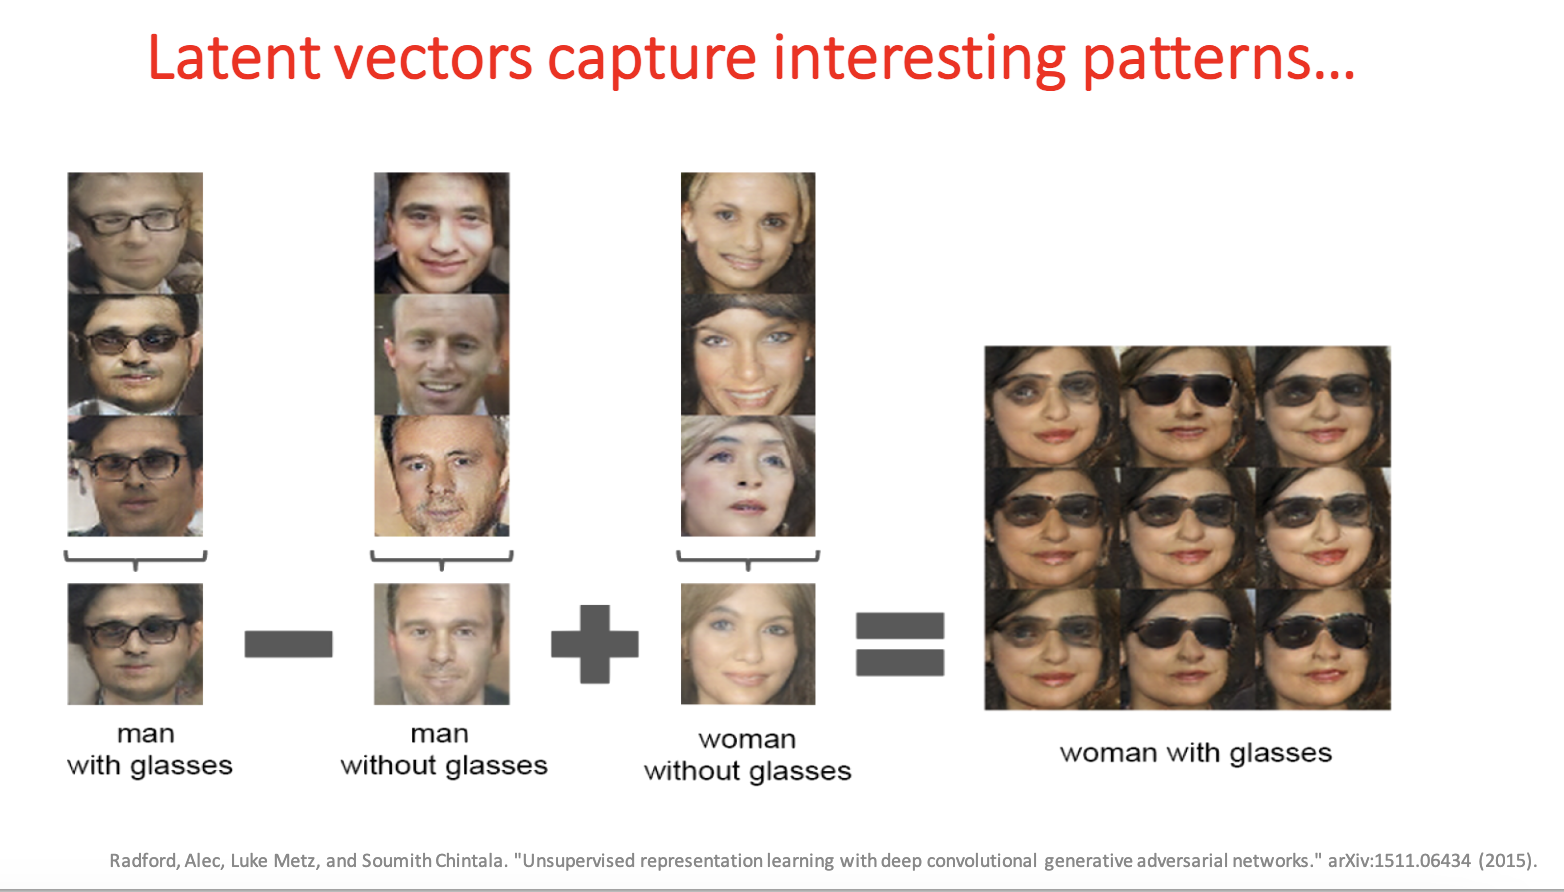 Latent vectors capture interesting patterns...
man
with glasses
man
without glasses
woman
without glasses
woman with glasses
Radford, Alec, Luke Metz, and Soumith Chintala. "Unsupervised representation learning with deep convolutional generative adversarial networks." arXiv:1511.06434 (2015).